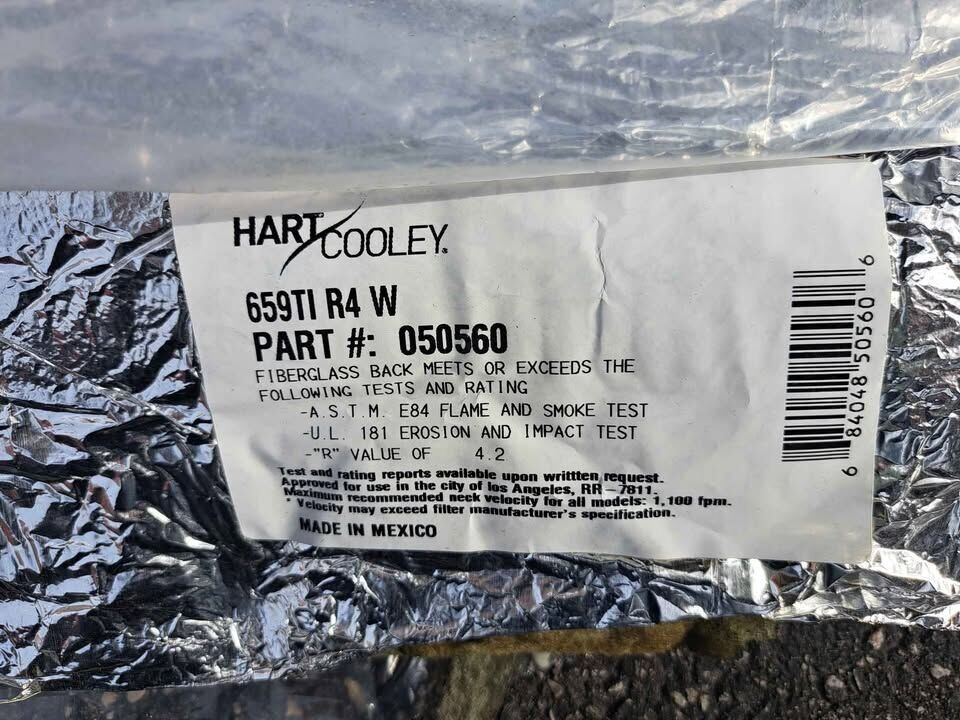 HART COOLEY®
659TI R4 W
PART #: 050560
FIBERGLASS BACK MEETS OR EXCEEDS THE
FOLLOWING TESTS AND RATING
-A.S.T.M. E84 FLAME AND SMOKE TEST
-U.L. 181 EROSION AND IMPACT TEST
-"R" VALUE OF 4.2
Test and rating reports available upon writtten request.
Approved for use in the city of los Angeles, RR-7811.
Maximum recommended neck velocity for all models: 1,100 fpm.
* Velocity may exceed filter manufacturer's specification.
MADE IN MEXICO
6 84048 50560 6